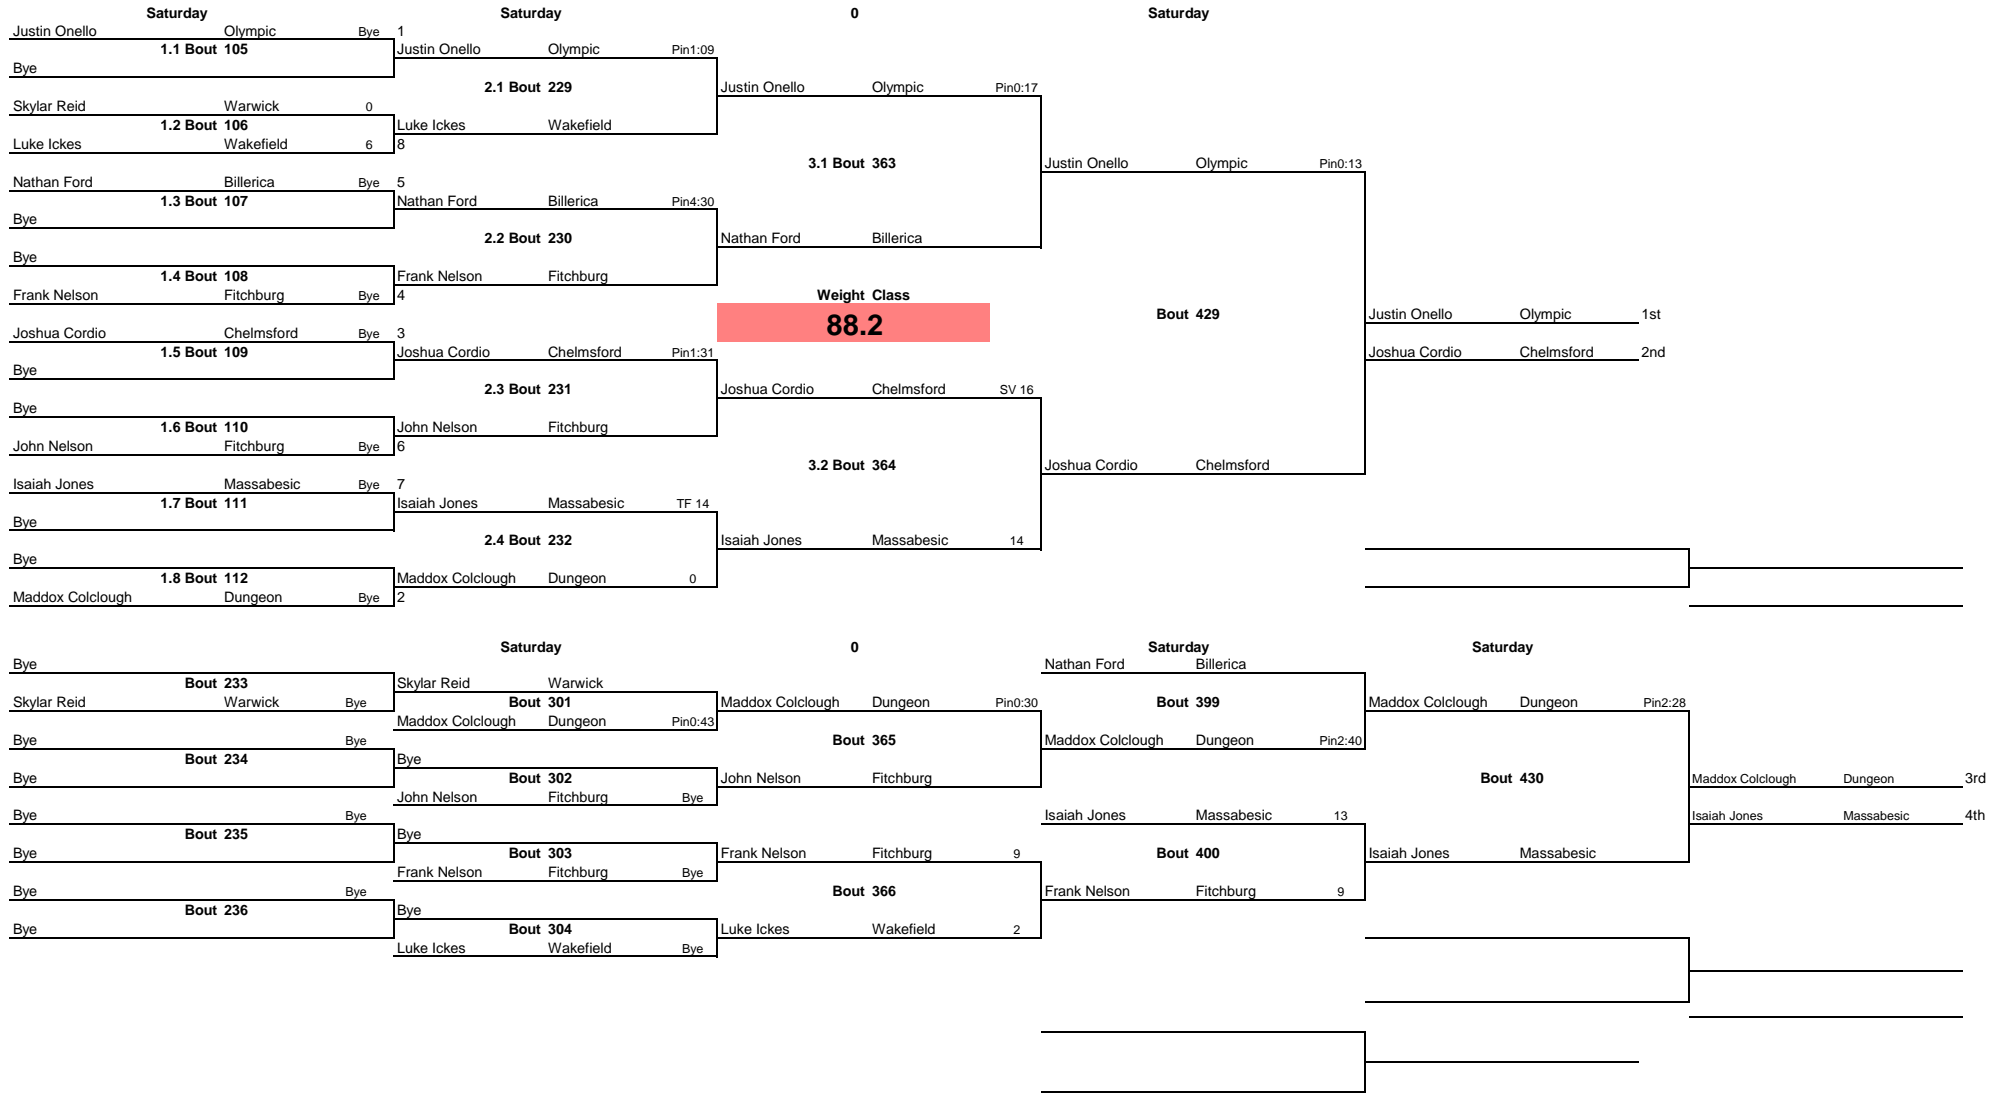 Saturday Saturday 0 Saturday
Justin Onello Olympic Bye 1
1.1 Bout 105 Justin Onello Olympic Pin1:09
Bye
2.1 Bout 229 Justin Onello Olympic Pin0:17
Skylar Reid Warwick 0
1.2 Bout 106 Luke Ickes Wakefield
Luke Ickes Wakefield 6 8
3.1 Bout 363 Justin Onello Olympic Pin0:13
Nathan Ford Billerica Bye 5
1.3 Bout 107 Nathan Ford Billerica Pin4:30
Bye
2.2 Bout 230 Nathan Ford Billerica
Bye
1.4 Bout 108 Frank Nelson Fitchburg
Frank Nelson Fitchburg Bye 4 Weight Class
88.2 Bout 429 Justin Onello Olympic 1st
Joshua Cordio Chelmsford Bye 3
1.5 Bout 109 Joshua Cordio Chelmsford Pin1:31 Joshua Cordio Chelmsford 2nd
Bye
2.3 Bout 231 Joshua Cordio Chelmsford SV 16
Bye
1.6 Bout 110 John Nelson Fitchburg
John Nelson Fitchburg Bye 6
3.2 Bout 364 Joshua Cordio Chelmsford
Isaiah Jones Massabesic Bye 7
1.7 Bout 111 Isaiah Jones Massabesic TF 14
Bye
2.4 Bout 232 Isaiah Jones Massabesic 14
Bye
1.8 Bout 112 Maddox Colclough Dungeon 0
Maddox Colclough Dungeon Bye 2
Saturday 0 Saturday Saturday
Bye Nathan Ford Billerica
Bout 233 Skylar Reid Warwick
Skylar Reid Warwick Bye Bout 301 Maddox Colclough Dungeon Pin0:30 Bout 399 Maddox Colclough Dungeon Pin2:28
Maddox Colclough Dungeon Pin0:43
Bye Bye Bout 365 Maddox Colclough Dungeon Pin2:40
Bout 234 Bye
Bye Bout 302 John Nelson Fitchburg Bout 430 Maddox Colclough Dungeon 3rd
John Nelson Fitchburg Bye
Bye Bye Isaiah Jones Massabesic 13 Isaiah Jones Massabesic 4th
Bout 235 Bye
Bye Bout 303 Frank Nelson Fitchburg 9 Bout 400 Isaiah Jones Massabesic
Frank Nelson Fitchburg Bye
Bye Bye Bout 366 Frank Nelson Fitchburg 9
Bout 236 Bye
Bye Bout 304 Luke Ickes Wakefield 2
Luke Ickes Wakefield Bye